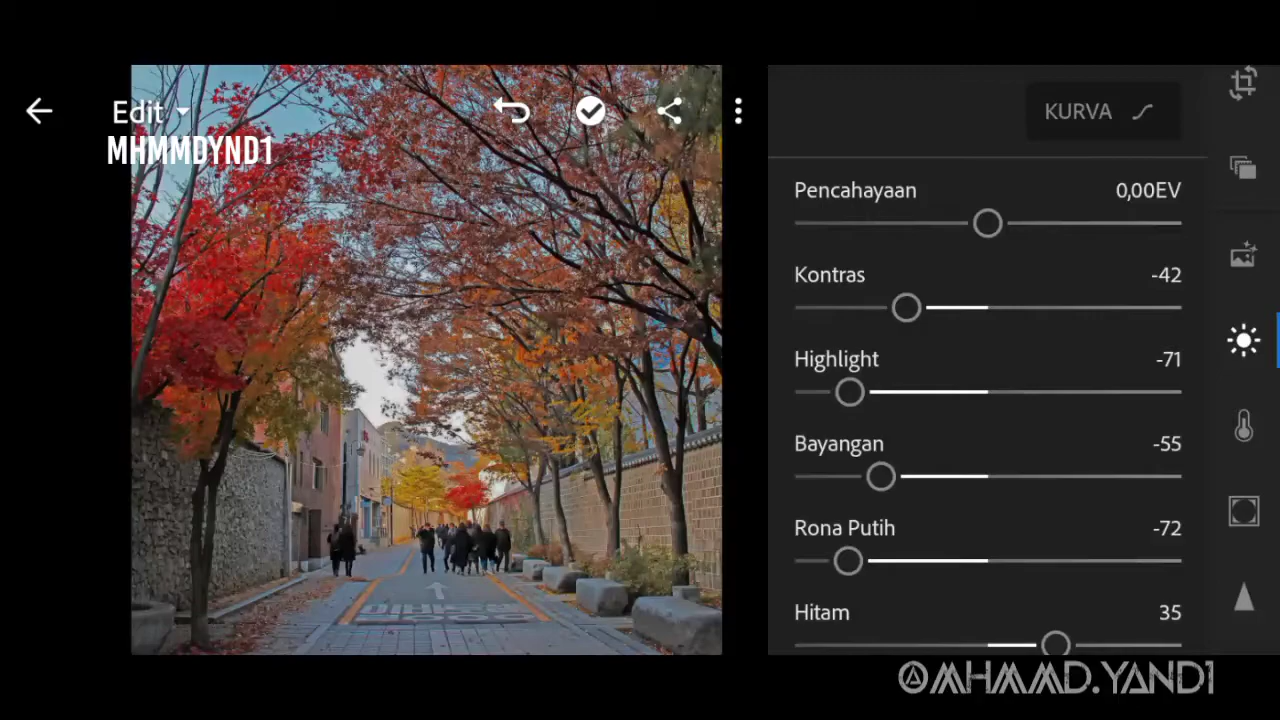 Edit
MHMMDYND1
KURVA
Pencahayaan 0,00EV
Kontras -42
Highlight -71
Bayangan -55
Rona Putih -72
Hitam 35
@MHMMD.YAND1